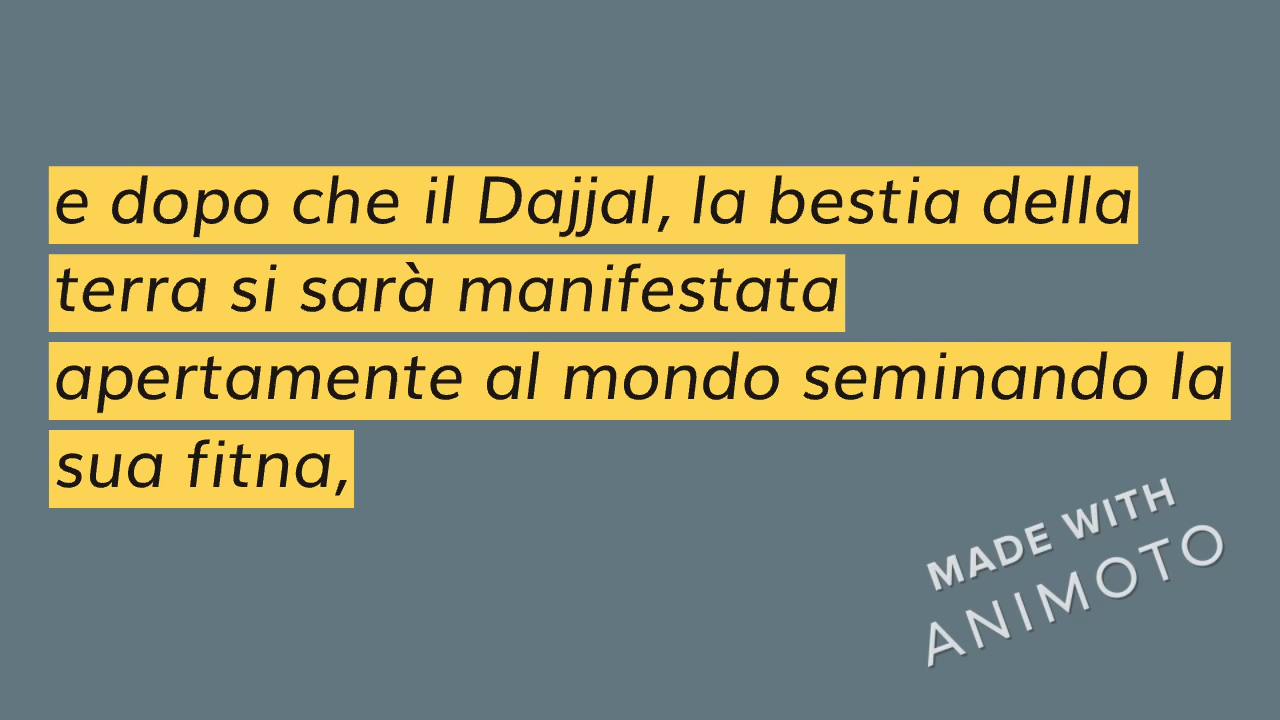 e dopo che il Dajjal, la bestia della
terra si sarà manifestata
apertamente al mondo seminando la
sua fitna,
MADE WITH
ANIMOTO